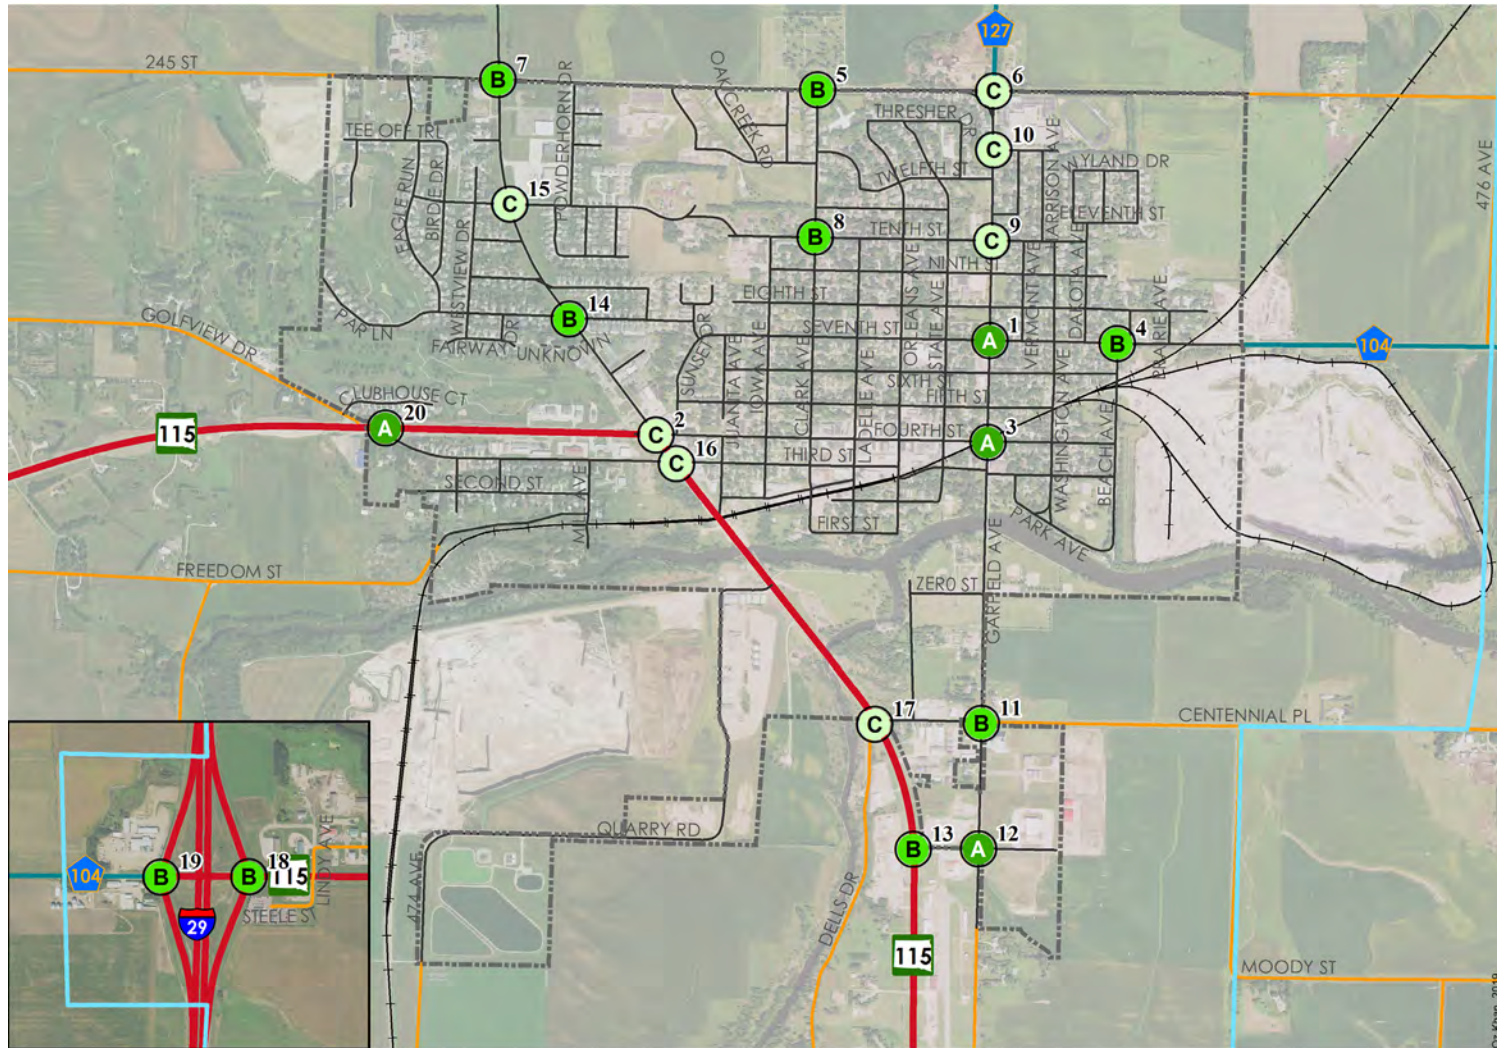 127
245 ST
B 7
B 5
C 6
OAK CREEK RD
POWDERHORN DR
THRESHER DR
C 10
TEE OFF TRL
TWELFTH ST
HARRISON AVE
RYLAND DR
476 AVE
EAGLE RUN
BIRDIE DR
C 15
ELEVENTH ST
WESTVIEW DR
B 8
TENTH ST
C 9
NINTH ST
ORLEANS AVE
STATE AVE
VERMONT AVE
DAKOTA AVE
PRAIRIE AVE
EIGHTH ST
GOLFVIEW DR
PAR LN
DR
B 14
FAIRWAY
UNKNOWN
SUNSET DR
SEVENTH ST
A 1
B 4
104
JUANITA AVE
IOWA AVE
CLARK AVE
LADELLE AVE
SIXTH ST
FIFTH ST
WASHINGTON AVE
BEACH AVE
CLUBHOUSE CT
115
A 20
C 2
FOURTH ST
A 3
C 16
THIRD ST
SECOND ST
FIRST ST
PARK AVE
GARFIELD AVE
FREEDOM ST
ZERO ST
C 17
B 11
CENTENNIAL PL
QUARRY RD
B 13
A 12
474 AVE
DELLS DR
115
MOODY ST
104
B 19
B 18
115
LINDY AVE
STEELE ST
29